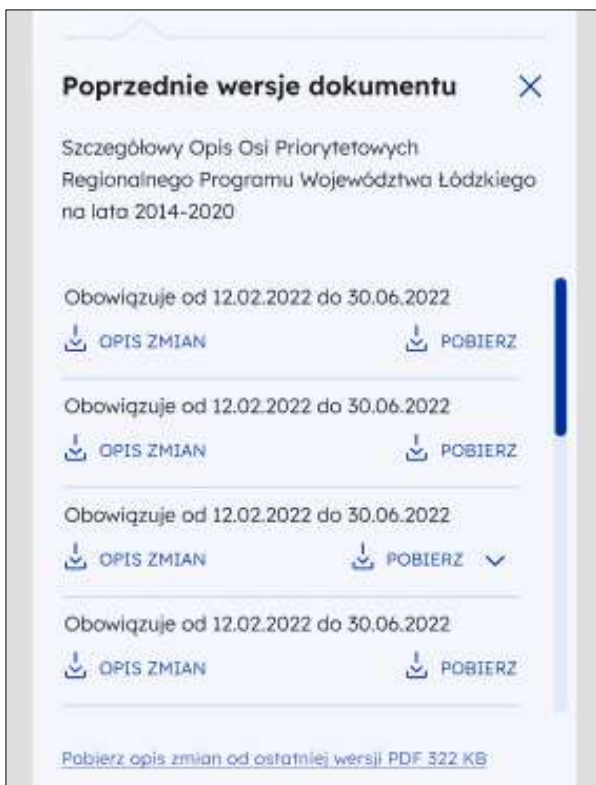 Poprzednie wersje dokumentu
Szczegółowy Opis Osi Priorytetowych
Regionalnego Programu Województwa Łódzkiego
na lata 2014-2020
Obowiązuje od 12.02.2022 do 30.06.2022
OPIS ZMIAN POBIERZ
Obowiązuje od 12.02.2022 do 30.06.2022
OPIS ZMIAN POBIERZ
Obowiązuje od 12.02.2022 do 30.06.2022
OPIS ZMIAN POBIERZ
Obowiązuje od 12.02.2022 do 30.06.2022
OPIS ZMIAN POBIERZ
Pobierz opis zmian od ostatniej wersji PDF 322 KB